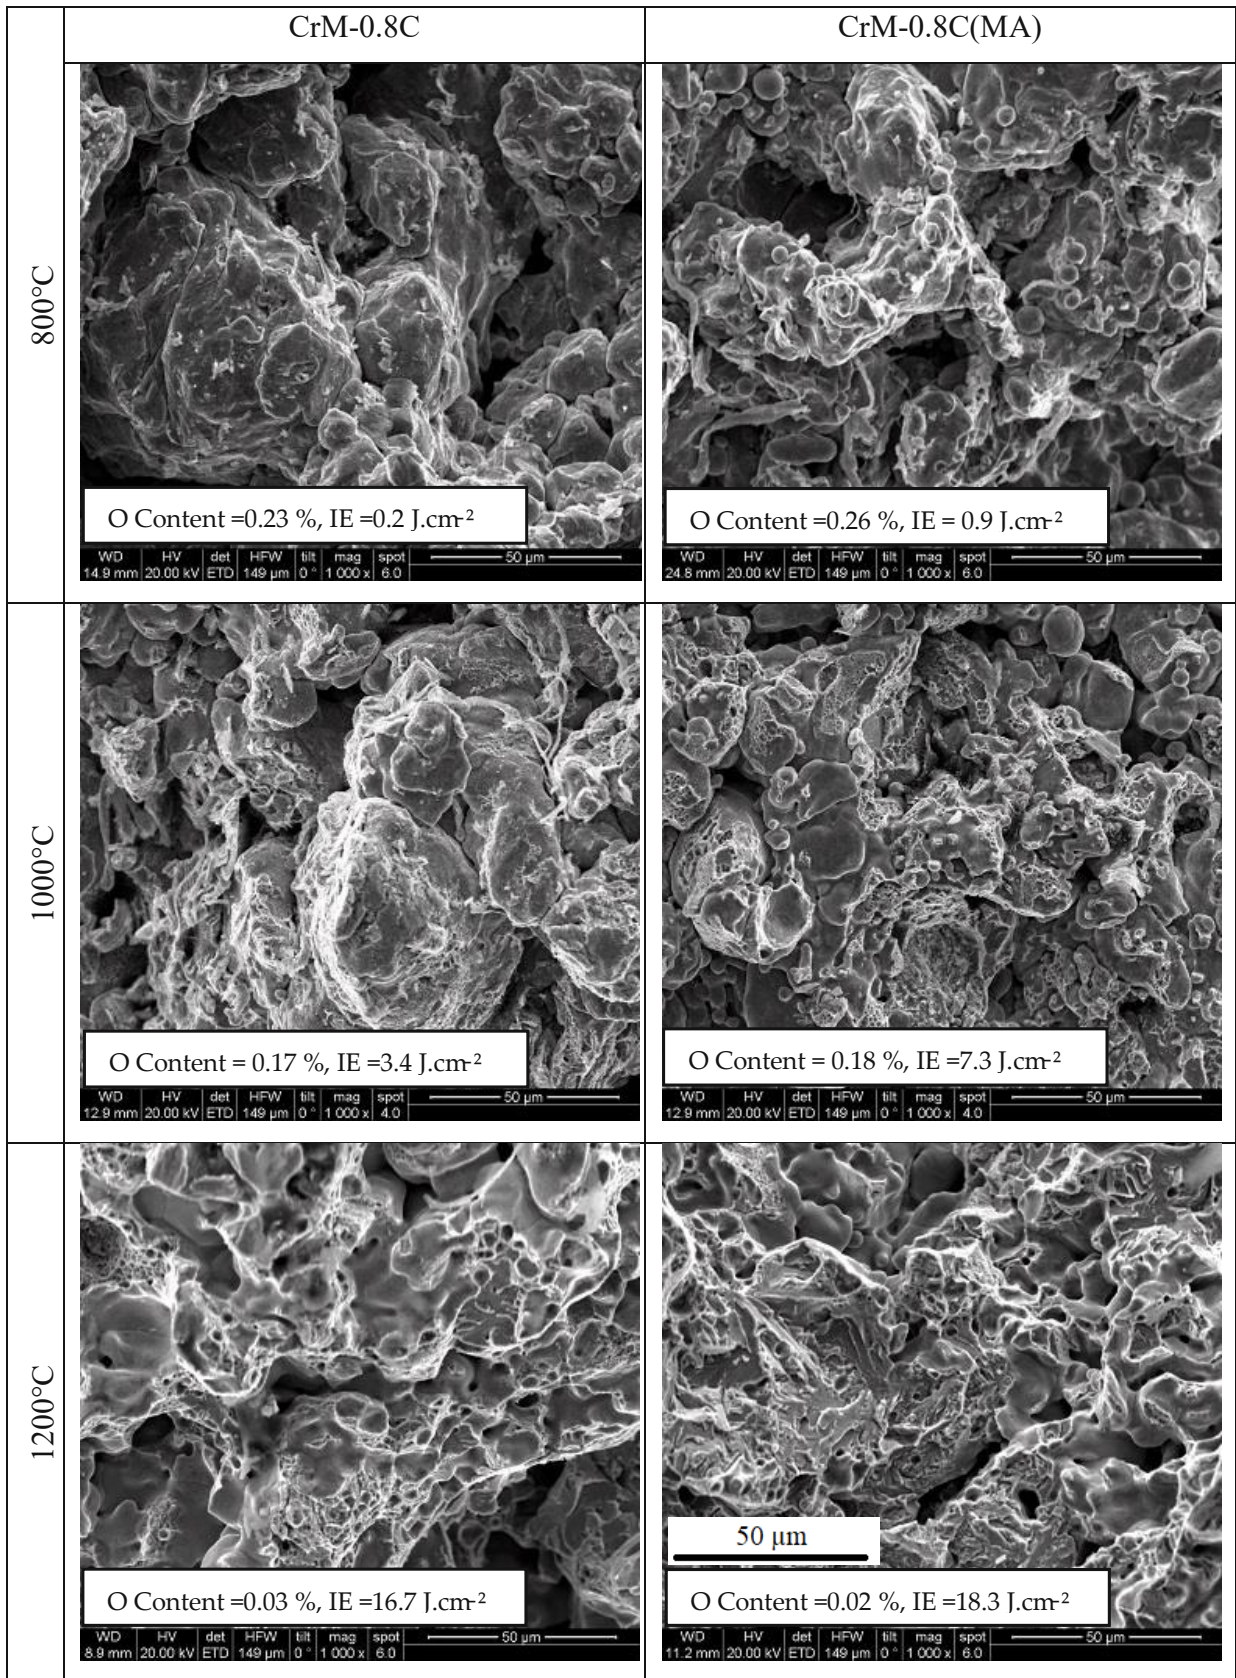 CrM-0.8C
CrM-0.8C(MA)
800°C
O Content =0.23 %, IE =0.2 J.cm-²
WD HV det HFW tilt mag spot 50 µm
14.9 mm 20.00 kV ETD 149 µm 0 ° 1 000 x 6.0
O Content =0.26 %, IE = 0.9 J.cm-²
WD HV det HFW tilt mag spot 50 µm
24.8 mm 20.00 kV ETD 149 µm 0 ° 1 000 x 6.0
1000°C
O Content = 0.17 %, IE =3.4 J.cm-²
WD HV det HFW tilt mag spot 50 µm
12.9 mm 20.00 kV ETD 149 µm 0 ° 1 000 x 4.0
O Content = 0.18 %, IE =7.3 J.cm-²
WD HV det HFW tilt mag spot 50 µm
12.9 mm 20.00 kV ETD 149 µm 0 ° 1 000 x 4.0
1200°C
O Content =0.03 %, IE =16.7 J.cm-²
WD HV det HFW tilt mag spot 50 µm
8.9 mm 20.00 kV ETD 149 µm 0 ° 1 000 x 6.0
50 µm
O Content =0.02 %, IE =18.3 J.cm-²
WD HV det HFW tilt mag spot 50 µm
11.2 mm 20.00 kV ETD 149 µm 0 ° 1 000 x 6.0